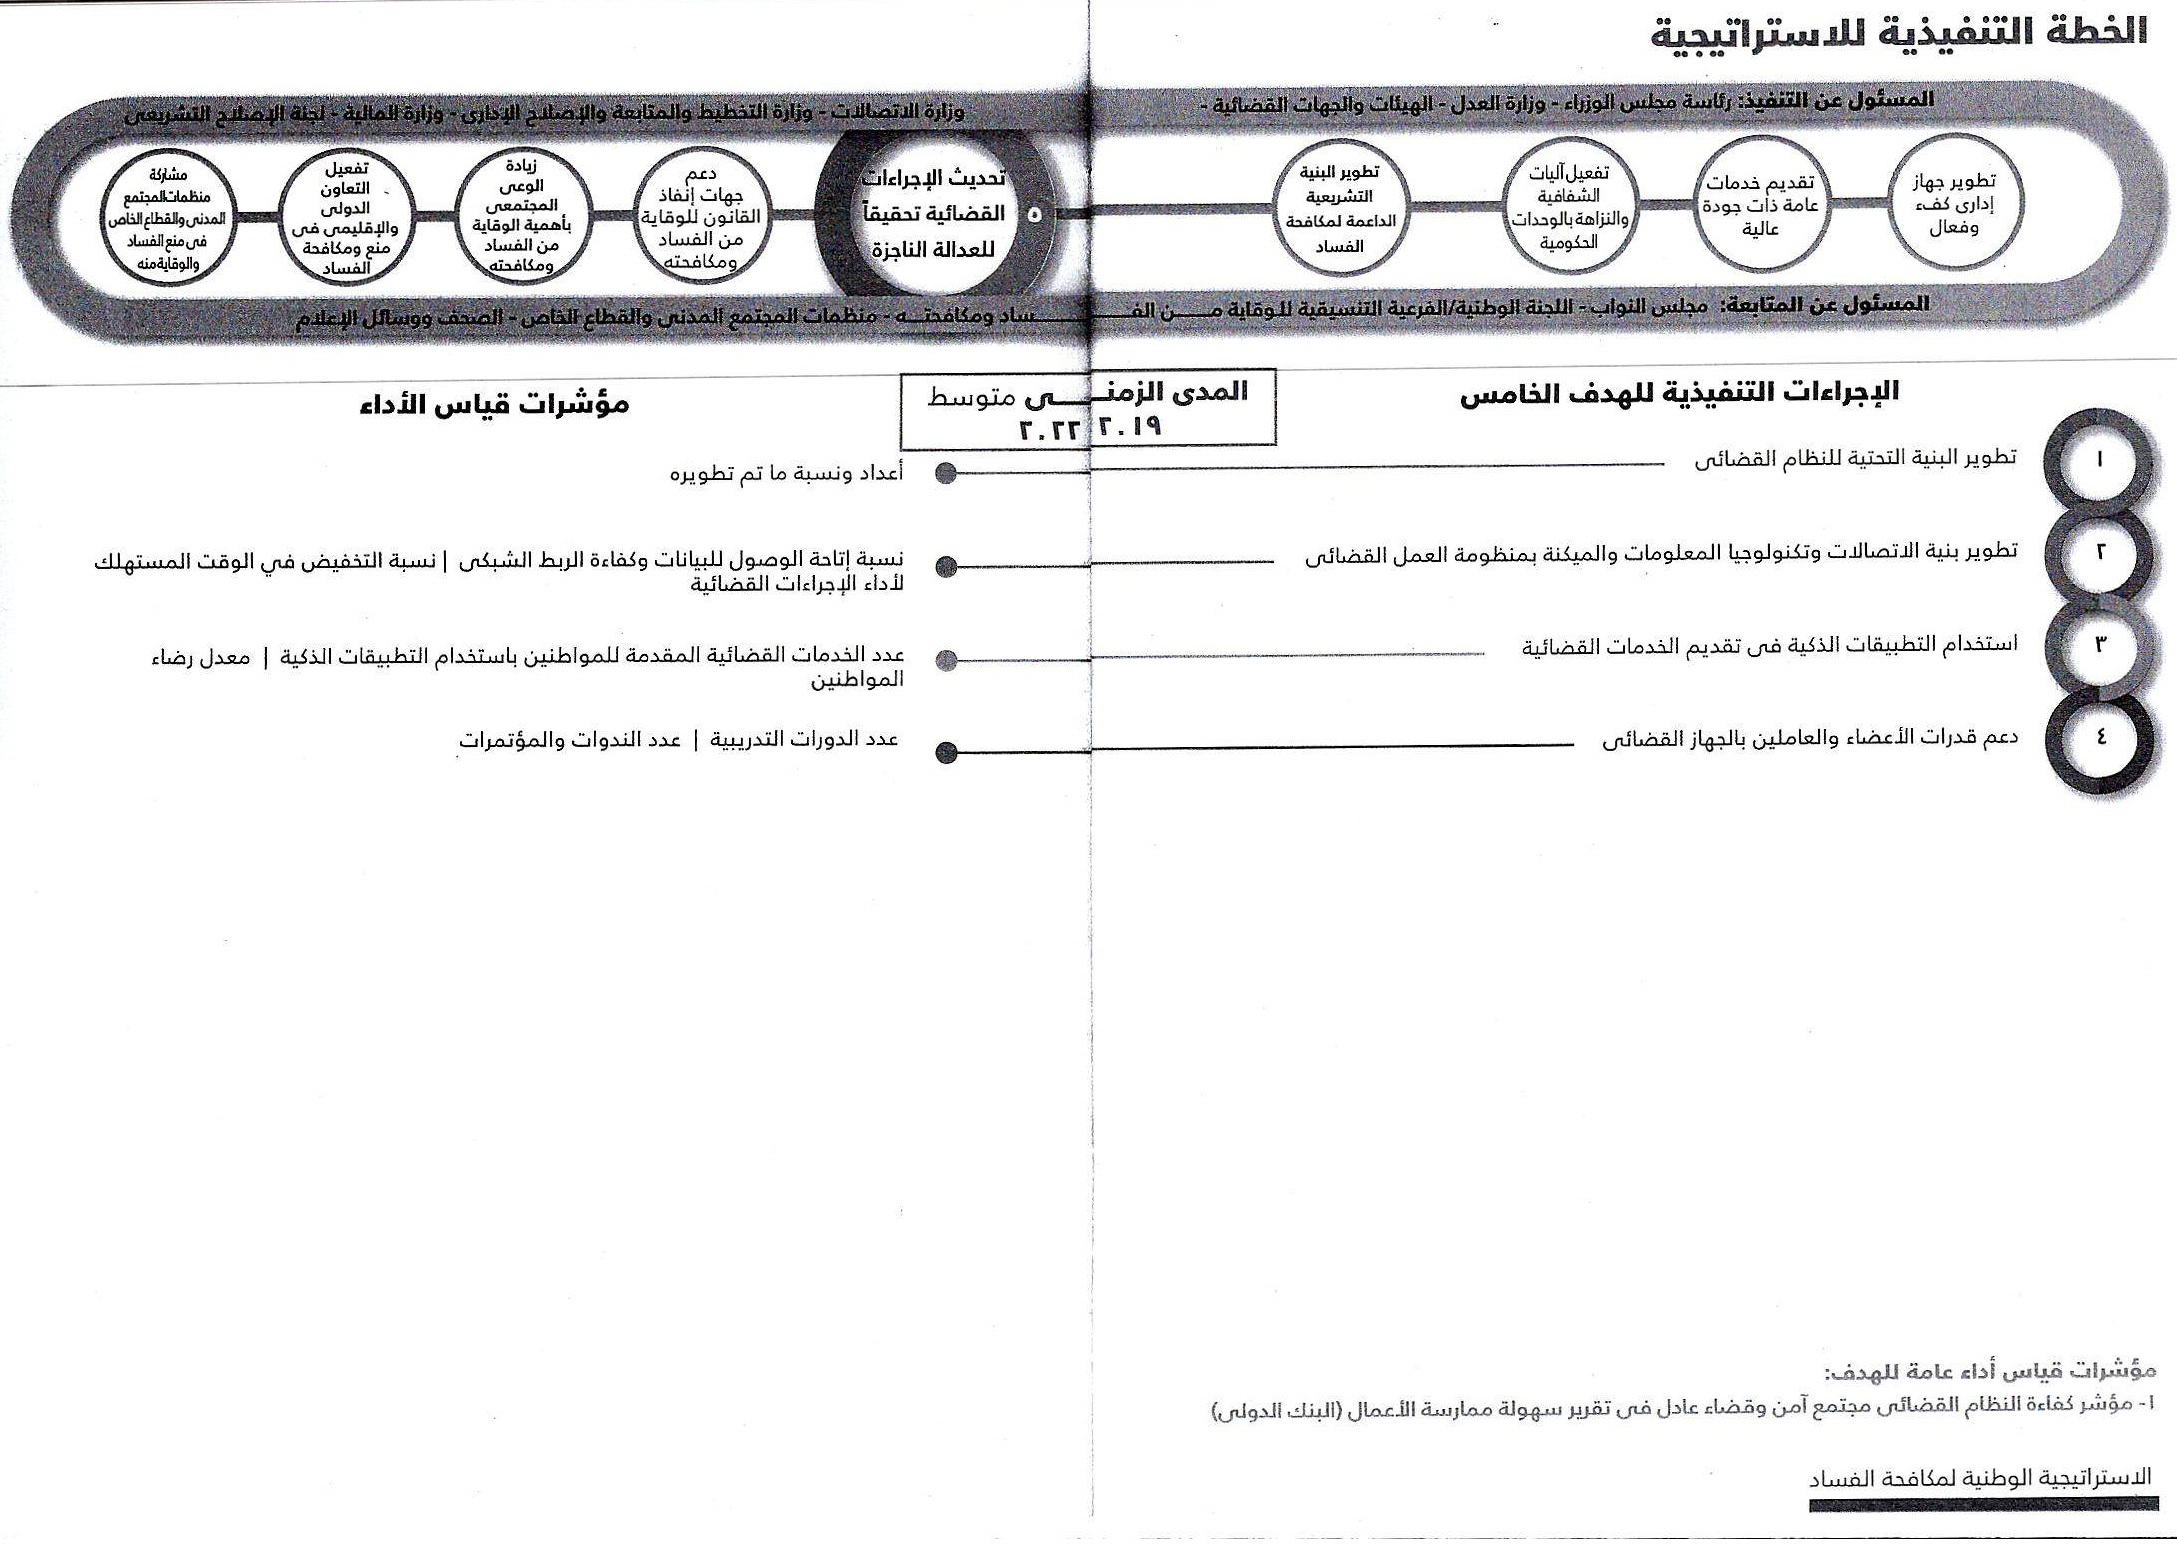 الخطة التنفيذية للاستراتيجية
المسئول عن التنفيذ: رئاسة مجلس الوزراء - وزارة العدل - الهيئات والجهات القضائية - وزارة الاتصالات - وزارة التخطيط والمتابعة والإصلاح الإدارى - وزارة المالية - لجنة الإصلاح التشريعى
تطوير جهاز
إدارى كفء
وفعال
تقديم خدمات
عامة ذات جودة
عالية
تفعيل آليات
الشفافية
والنزاهة بالوحدات
الحكومية
تطوير البنية
التشريعية
الداعمة لمكافحة
الفساد
٥
تحديث الإجراءات
القضائية تحقيقاً
للعدالة الناجزة
دعم
جهات إنفاذ
القانون للوقاية
من الفساد
ومكافحته
زيادة
الوعى
المجتمعى
بأهمية الوقاية
من الفساد
ومكافحته
تفعيل
التعاون
الدولى
والإقليمى فى
منع ومكافحة
الفساد
مشاركة
منظمات المجتمع
المدنى والقطاع الخاص
فى منع الفساد
والوقاية منه
المسئول عن المتابعة: مجلس النواب - اللجنة الوطنية/الفرعية التنسيقية للوقاية مــــن الفــــــــساد ومكافحتــــه - منظمات المجتمع المدنى والقطاع الخاص - الصحف ووسائل الإعلام
الإجراءات التنفيذية للهدف الخامس
المدى الزمنـــــى متوسط
٢٠١٩ ٢٠٢٢
مؤشرات قياس الأداء
١ تطوير البنية التحتية للنظام القضائى
أعداد ونسبة ما تم تطويره
٢ تطوير بنية الاتصالات وتكنولوجيا المعلومات والميكنة بمنظومة العمل القضائى
نسبة إتاحة الوصول للبيانات وكفاءة الربط الشبكى | نسبة التخفيض في الوقت المستهلك
لأداء الإجراءات القضائية
٣ استخدام التطبيقات الذكية فى تقديم الخدمات القضائية
عدد الخدمات القضائية المقدمة للمواطنين باستخدام التطبيقات الذكية | معدل رضاء
المواطنين
٤ دعم قدرات الأعضاء والعاملين بالجهاز القضائى
عدد الدورات التدريبية | عدد الندوات والمؤتمرات
مؤشرات قياس أداء عامة للهدف:
١- مؤشر كفاءة النظام القضائى مجتمع آمن وقضاء عادل فى تقرير سهولة ممارسة الأعمال (البنك الدولى)
الاستراتيجية الوطنية لمكافحة الفساد